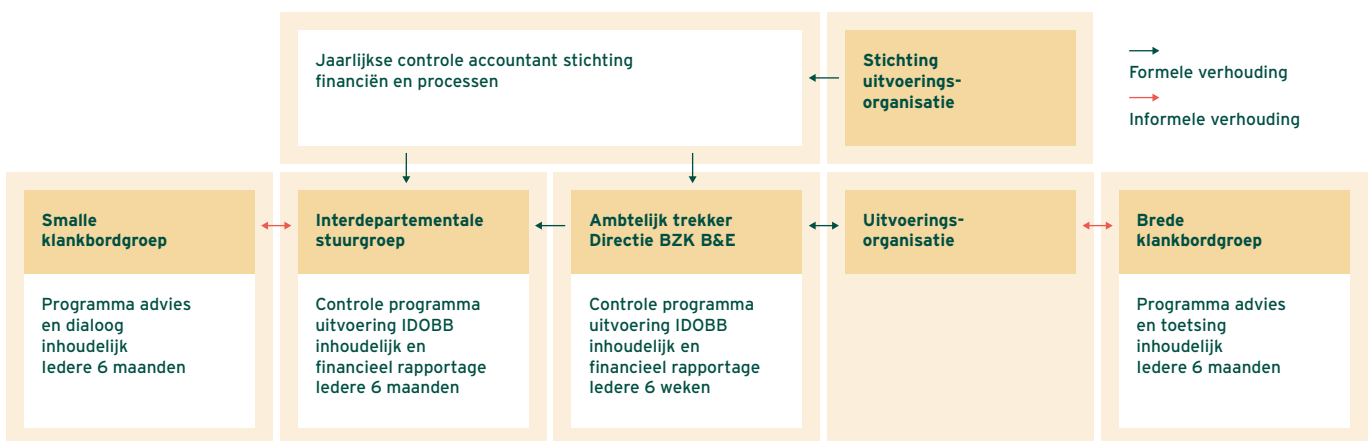 Jaarlijkse controle accountant stichting
financiën en processen
Stichting
uitvoerings-
organisatie
Formele verhouding
Informele verhouding
Smalle
klankbordgroep
Programma advies
en dialoog
inhoudelijk
Iedere 6 maanden
Interdepartementale
stuurgroep
Controle programma
uitvoering IDOBB
inhoudelijk en
financieel rapportage
Iedere 6 maanden
Ambtelijk trekker
Directie BZK B&E
Controle programma
uitvoering IDOBB
inhoudelijk en
financieel rapportage
Iedere 6 weken
Uitvoerings-
organisatie
Brede
klankbordgroep
Programma advies
en toetsing
inhoudelijk
Iedere 6 maanden